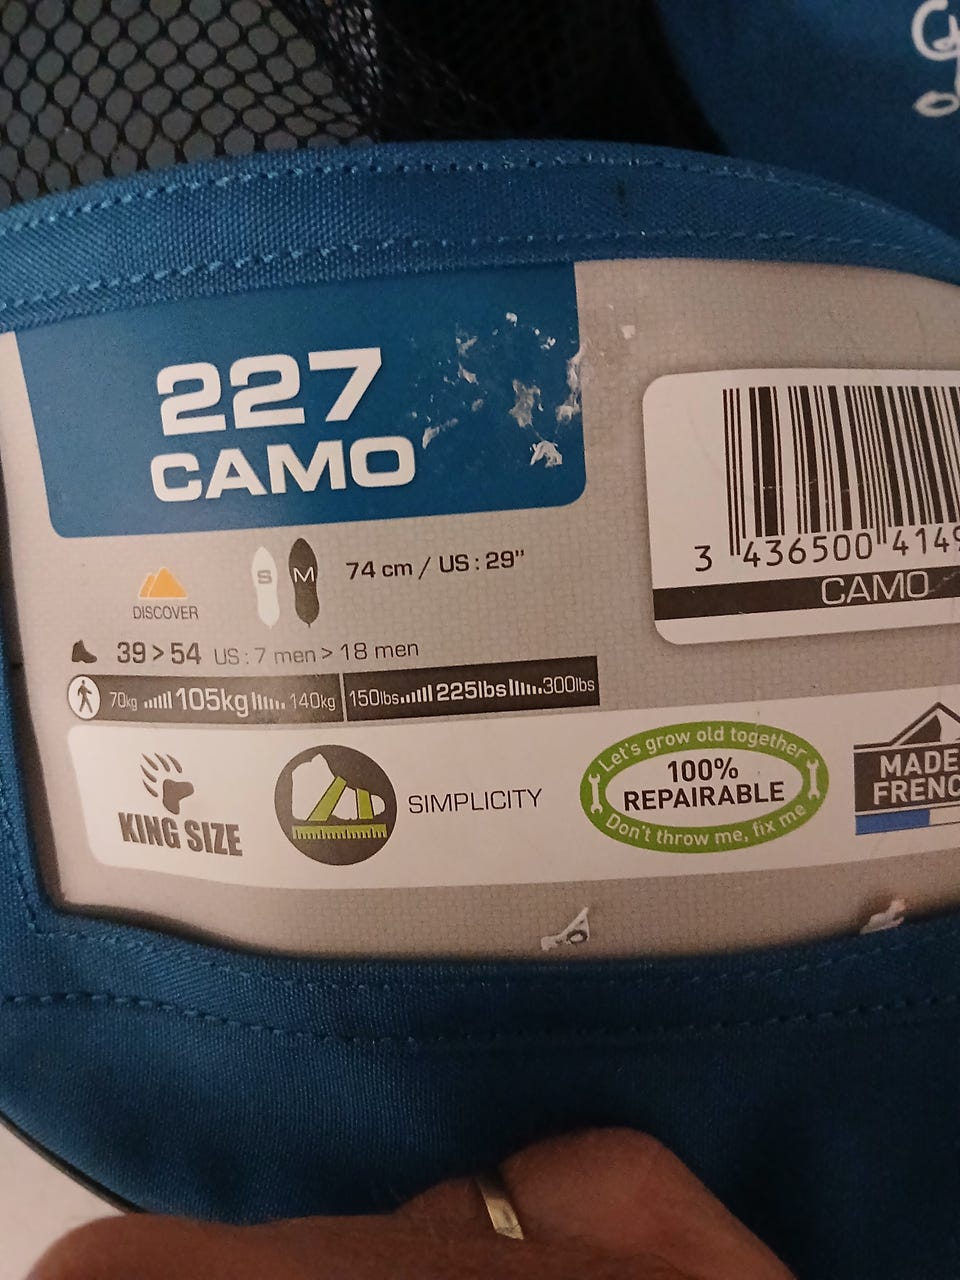 227
CAMO
DISCOVER
S M 74 cm / US : 29"
39 > 54 US : 7 men > 18 men
70kg 105kg 140kg 150lbs 225lbs 300lbs
3 436500 4149
CAMO
KING SIZE
SIMPLICITY
Let's grow old together
100%
REPAIRABLE
Don't throw me, fix me
MADE
FRENC